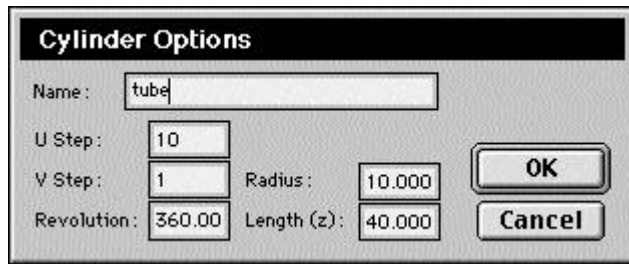 Cylinder Options
Name: tube
U Step: 10
V Step: 1 Radius: 10.000
OK
Revolution: 360.00 Length (z): 40.000
Cancel